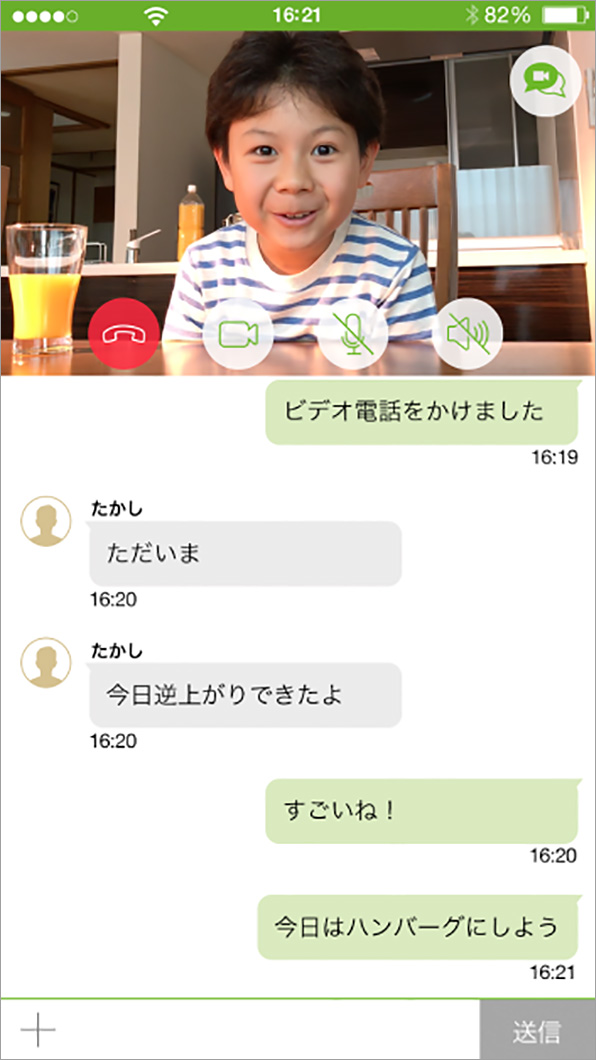 16:21
82%
ビデオ電話をかけました
16:19
たかし
ただいま
16:20
たかし
今日逆上がりできたよ
16:20
すごいね！
16:20
今日はハンバーグにしよう
16:21
送信